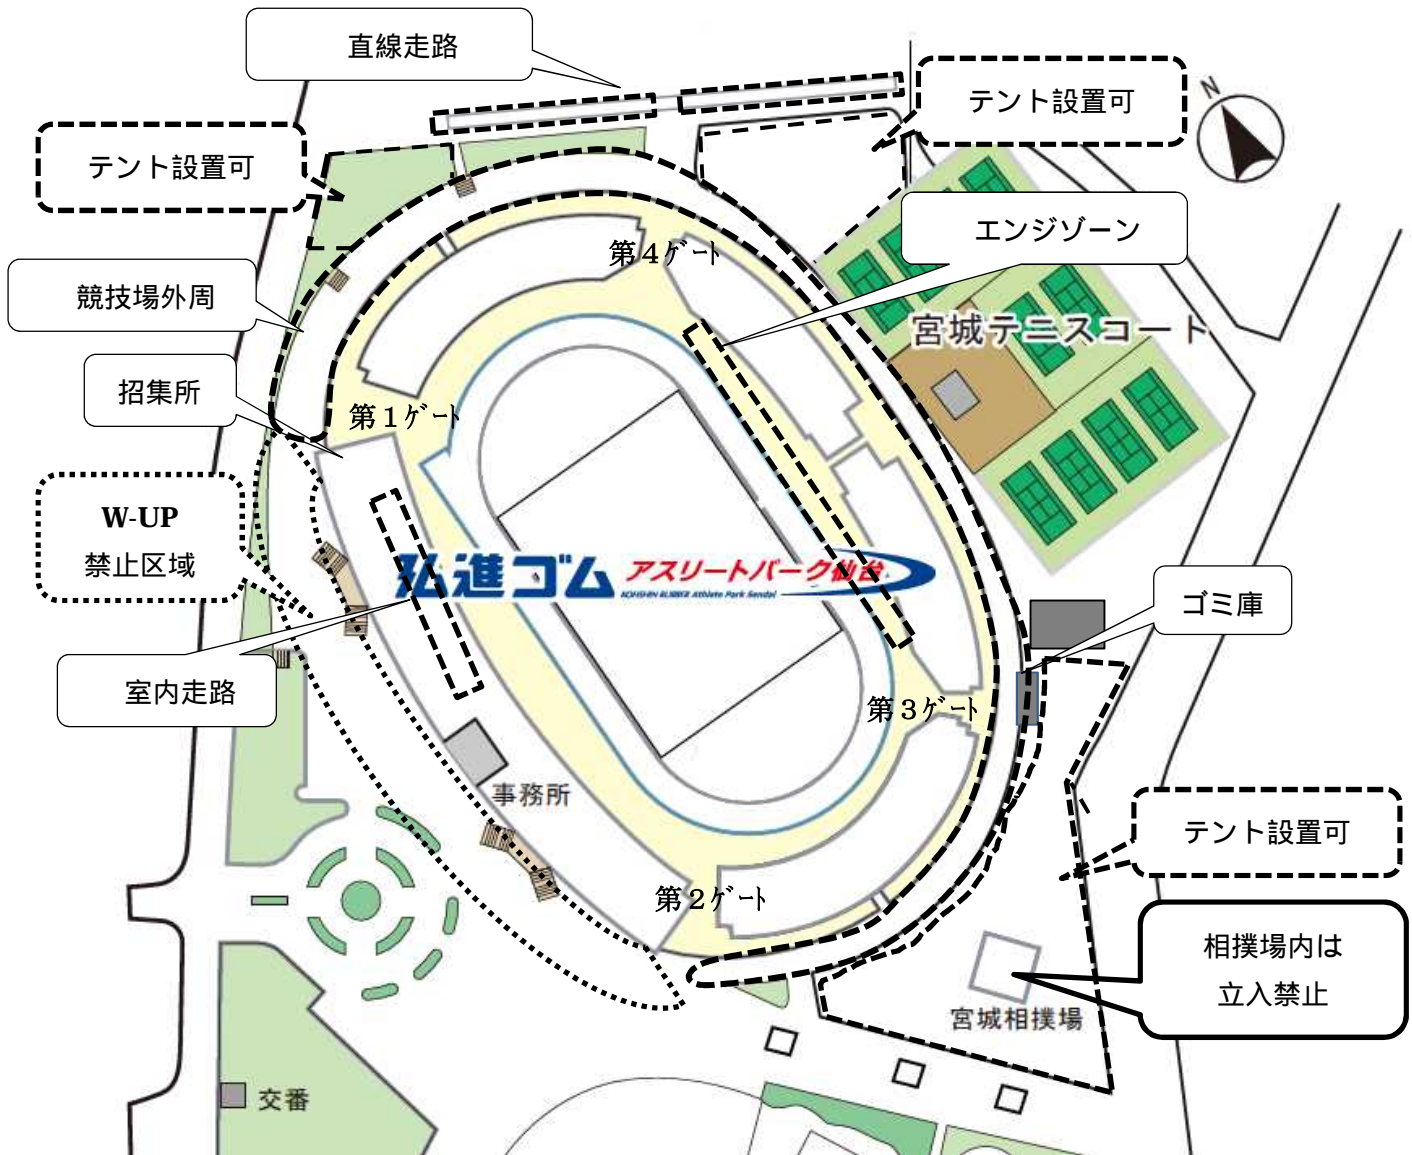 直線走路
テント設置可
N
テント設置可
エンジゾーン
第4ゲート
競技場外周
宮城テニスコート
招集所
第1ゲート
W-UP
禁止区域
弘進ゴム アスリートパーク仙台
KOHSHIN RUBBER Athlete Park Sendai
ゴミ庫
室内走路
第3ゲート
事務所
テント設置可
第2ゲート
相撲場内は
立入禁止
宮城相撲場
交番